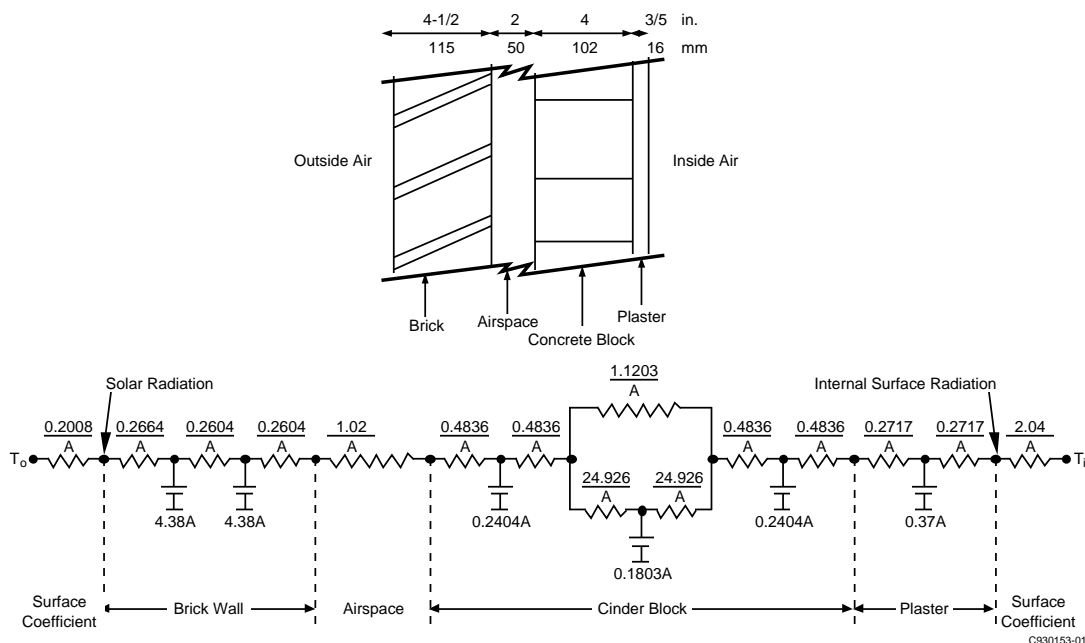 4-1/2 2 4 3/5 in.
115 50 102 16 mm
Outside Air
Inside Air
Brick
Airspace
Concrete Block
Plaster
Solar Radiation
Internal Surface Radiation
1.1203
A
0.2008
A
0.2664
A
0.2604
A
0.2604
A
1.02
A
0.4836
A
0.4836
A
0.4836
A
0.4836
A
0.2717
A
0.2717
A
2.04
A
To
Ti
24.926
A
24.926
A
4.38A
4.38A
0.2404A
0.1803A
0.2404A
0.37A
Surface
Coefficient
Brick Wall
Airspace
Cinder Block
Plaster
Surface
Coefficient
C930153-01